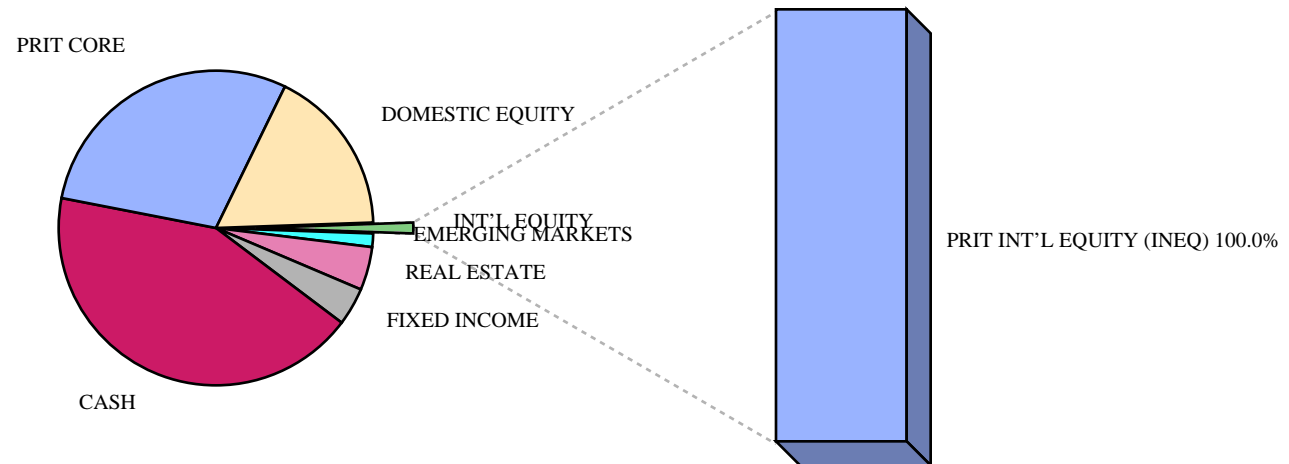 PRIT CORE
DOMESTIC EQUITY
INT'L EQUITY
EMERGING MARKETS
PRIT INT'L EQUITY (INEQ) 100.0%
REAL ESTATE
FIXED INCOME
CASH